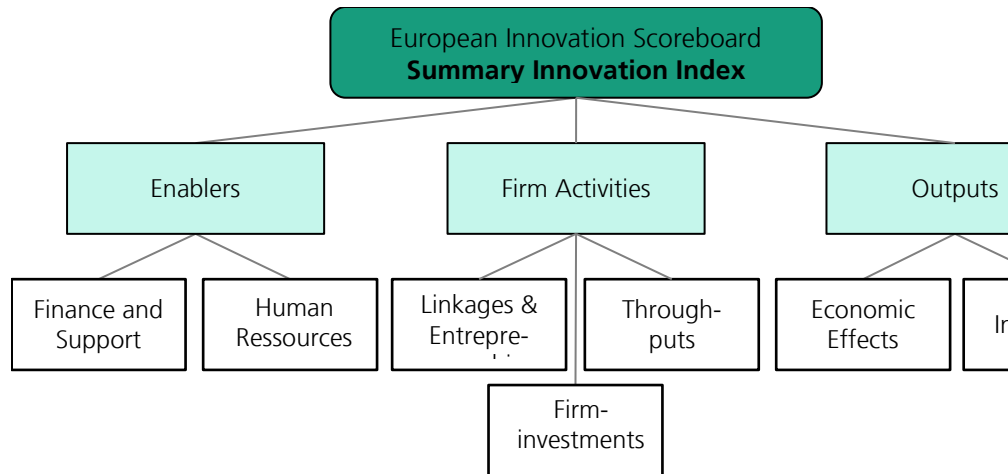 European Innovation Scoreboard
Summary Innovation Index
Enablers
Firm Activities
Outputs
Finance and
Support
Human
Ressources
Linkages &
Entrepre-
Through-
puts
Economic
Effects
Firm-
investments